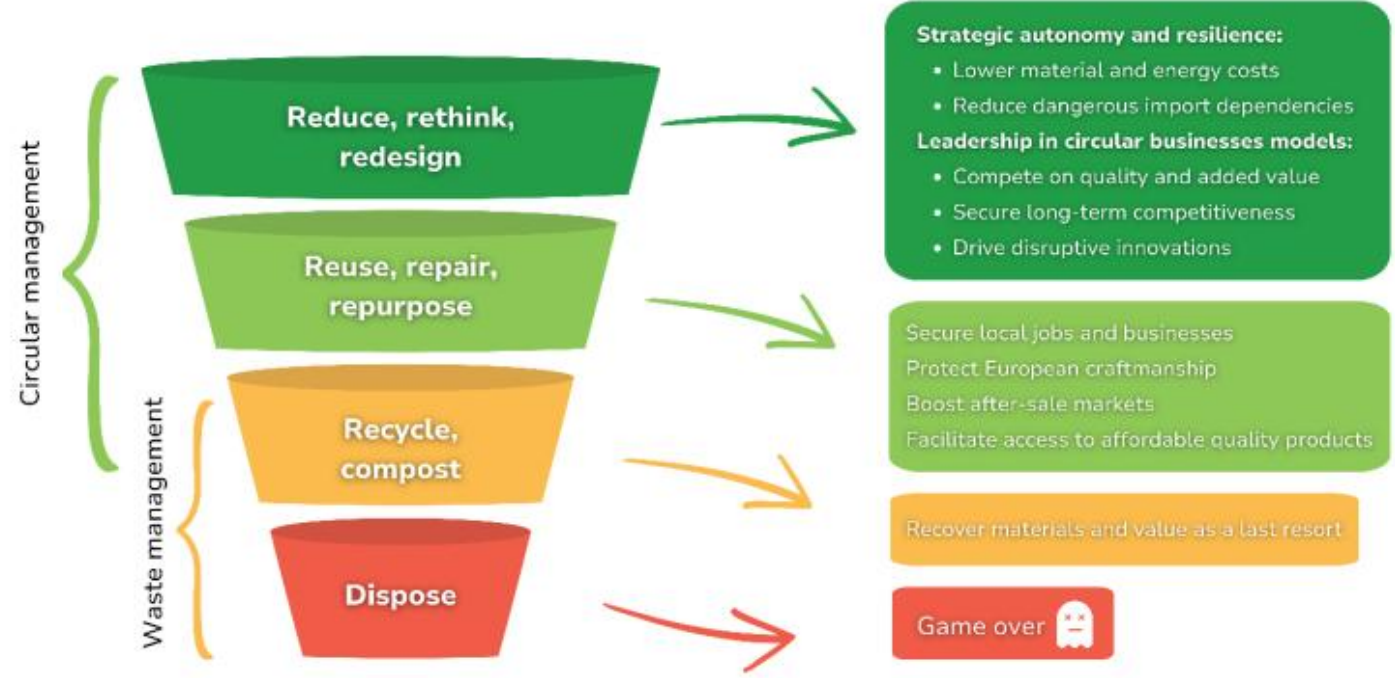 Circular management
Waste management
Reduce, rethink,
redesign
Reuse, repair,
repurpose
Recycle,
compost
Dispose
Strategic autonomy and resilience:
• Lower material and energy costs
• Reduce dangerous import dependencies
Leadership in circular businesses models:
• Compete on quality and added value
• Secure long-term competitiveness
• Drive disruptive innovations
Secure local jobs and businesses
Protect European craftmanship
Boost after-sale markets
Facilitate access to affordable quality products
Recover materials and value as a last resort
Game over